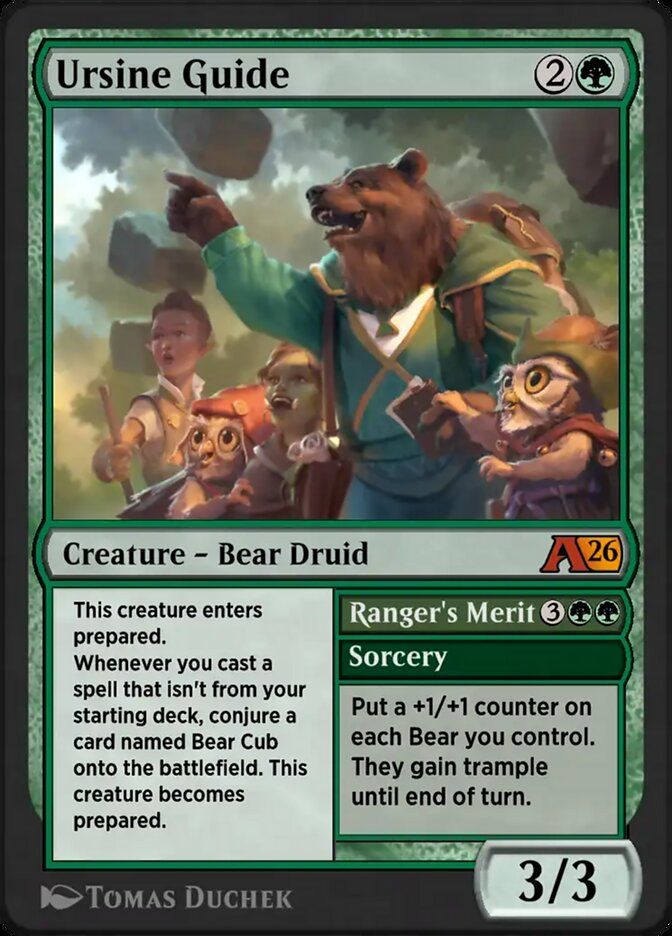 Ursine Guide 2
Creature – Bear Druid A26
This creature enters
prepared.
Whenever you cast a
spell that isn't from your
starting deck, conjure a
card named Bear Cub
onto the battlefield. This
creature becomes
prepared.
Ranger's Merit 3
Sorcery
Put a +1/+1 counter on
each Bear you control.
They gain trample
until end of turn.
3/3
Tomas Duchek